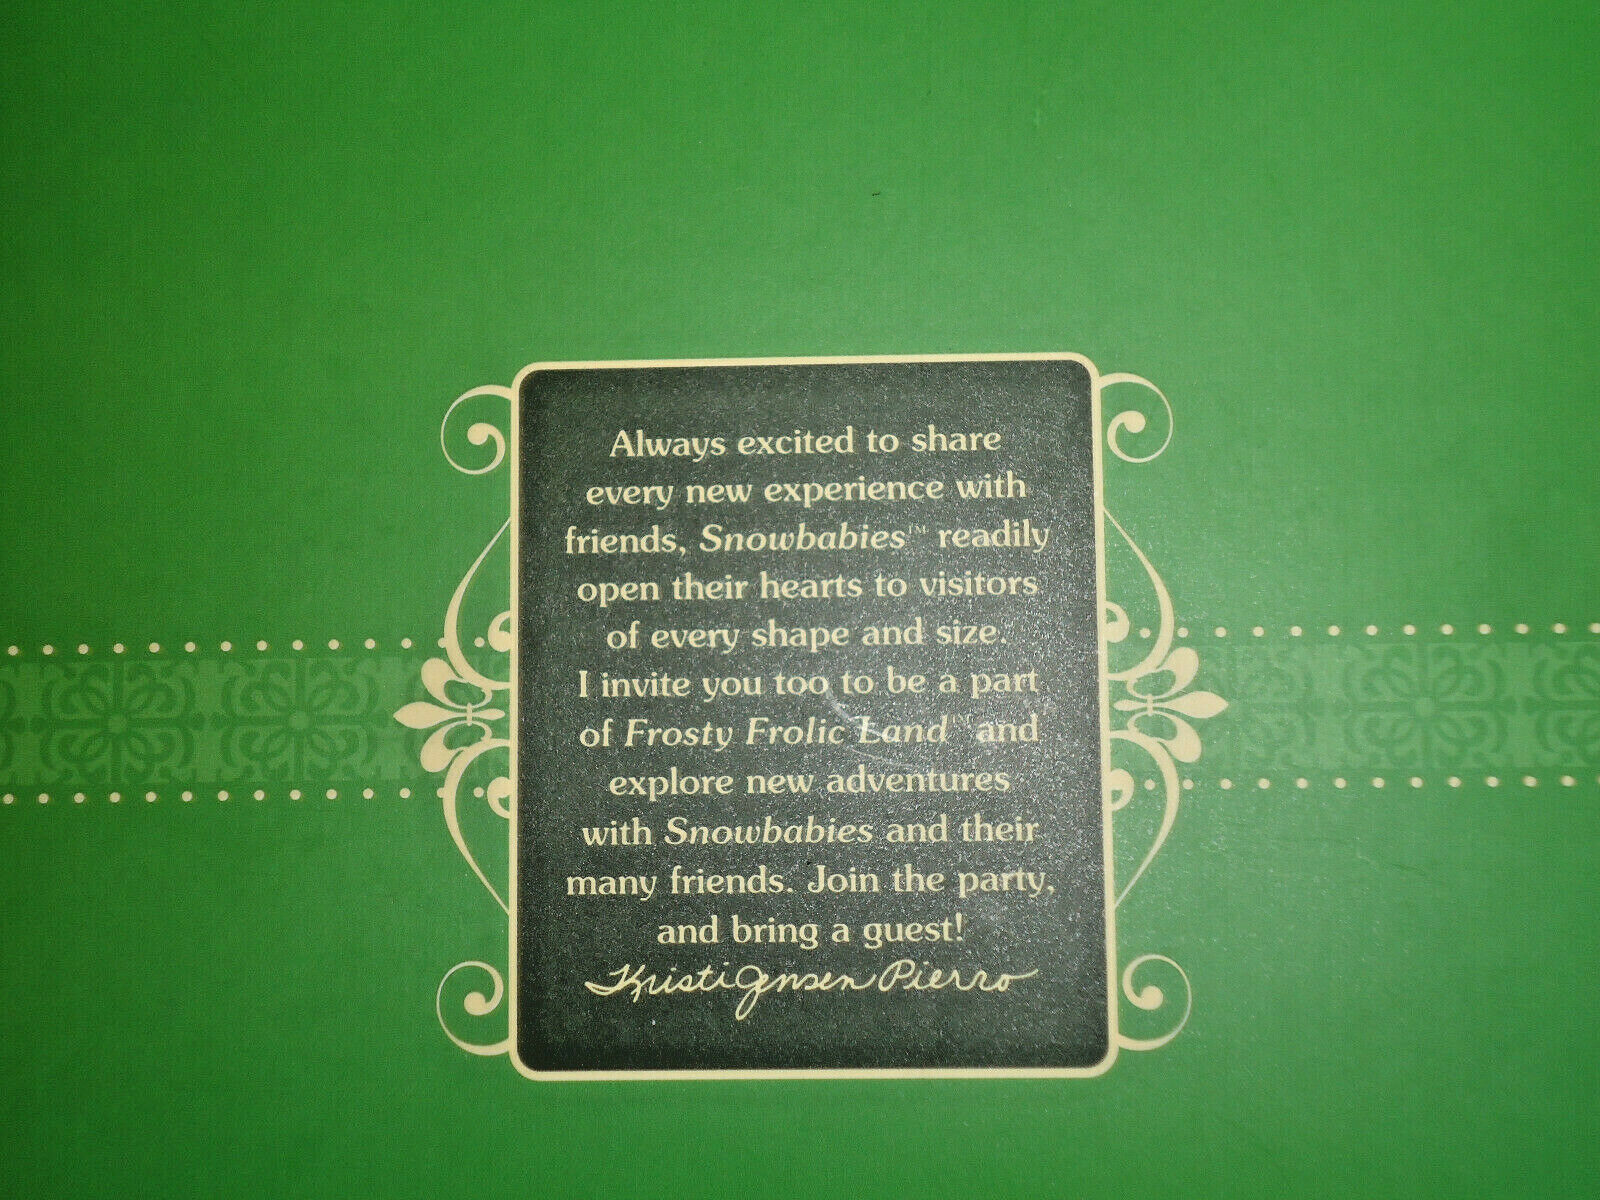 Always excited to share
every new experience with
friends, Snowbabies™ readily
open their hearts to visitors
of every shape and size.
I invite you too to be a part
of Frosty Frolic Land™ and
explore new adventures
with Snowbabies and their
many friends. Join the party,
and bring a guest!
Kristi Jensen Pierro